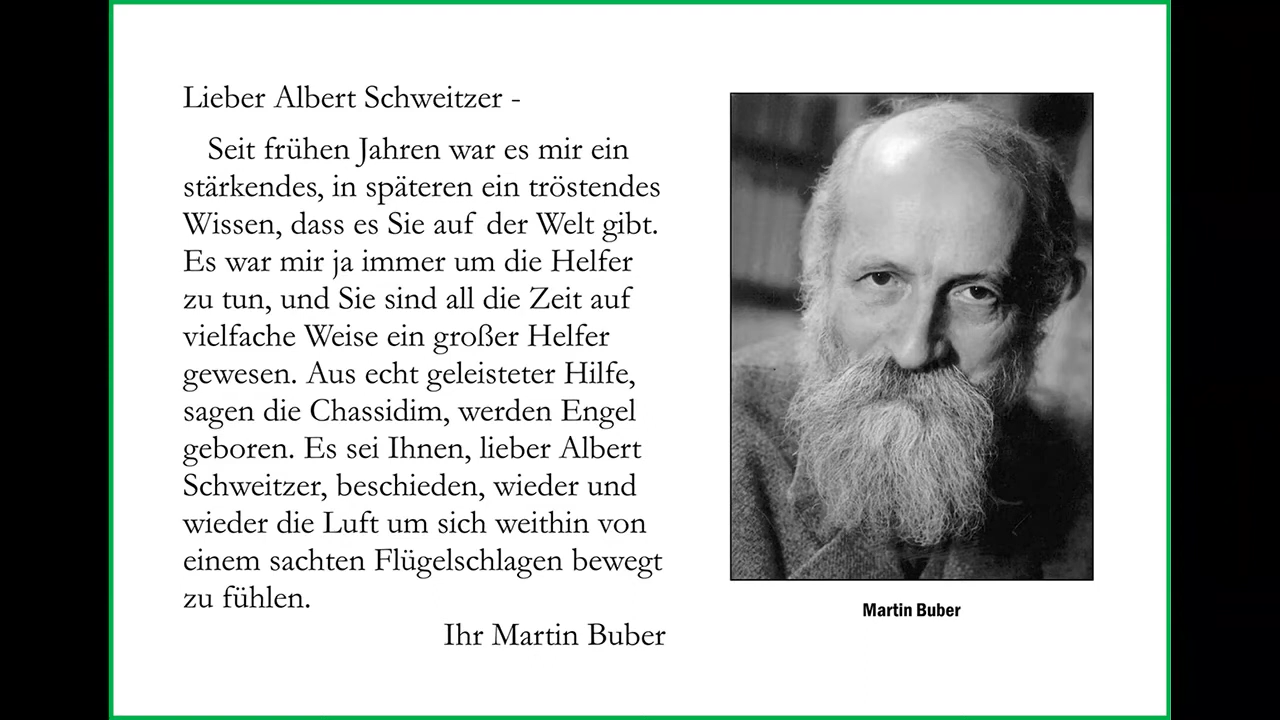 Lieber Albert Schweitzer -
Seit frühen Jahren war es mir ein
stärkendes, in späteren ein tröstendes
Wissen, dass es Sie auf der Welt gibt.
Es war mir ja immer um die Helfer
zu tun, und Sie sind all die Zeit auf
vielfache Weise ein großer Helfer
gewesen. Aus echt geleisteter Hilfe,
sagen die Chassidim, werden Engel
geboren. Es sei Ihnen, lieber Albert
Schweitzer, beschieden, wieder und
wieder die Luft um sich weithin von
einem sachten Flügelschlagen bewegt
zu fühlen.
Ihr Martin Buber
Martin Buber